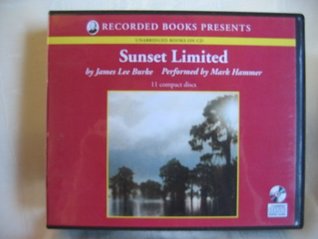 RECORDED BOOKS PRESENTS
UNABRIDGED BOOKS ON CD
Sunset Limited
by James Lee Burke Performed by Mark Hammer
11 compact discs